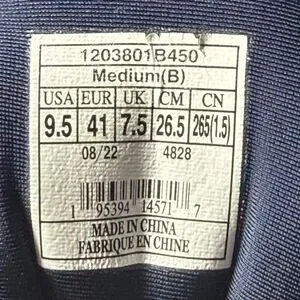 1203801B450
Medium(B)
USA EUR UK CM CN
9.5 41 7.5 26.5 265(1.5)
08/22 4828
1 95394 14571 7
MADE IN CHINA
FABRIQUE EN CHINE